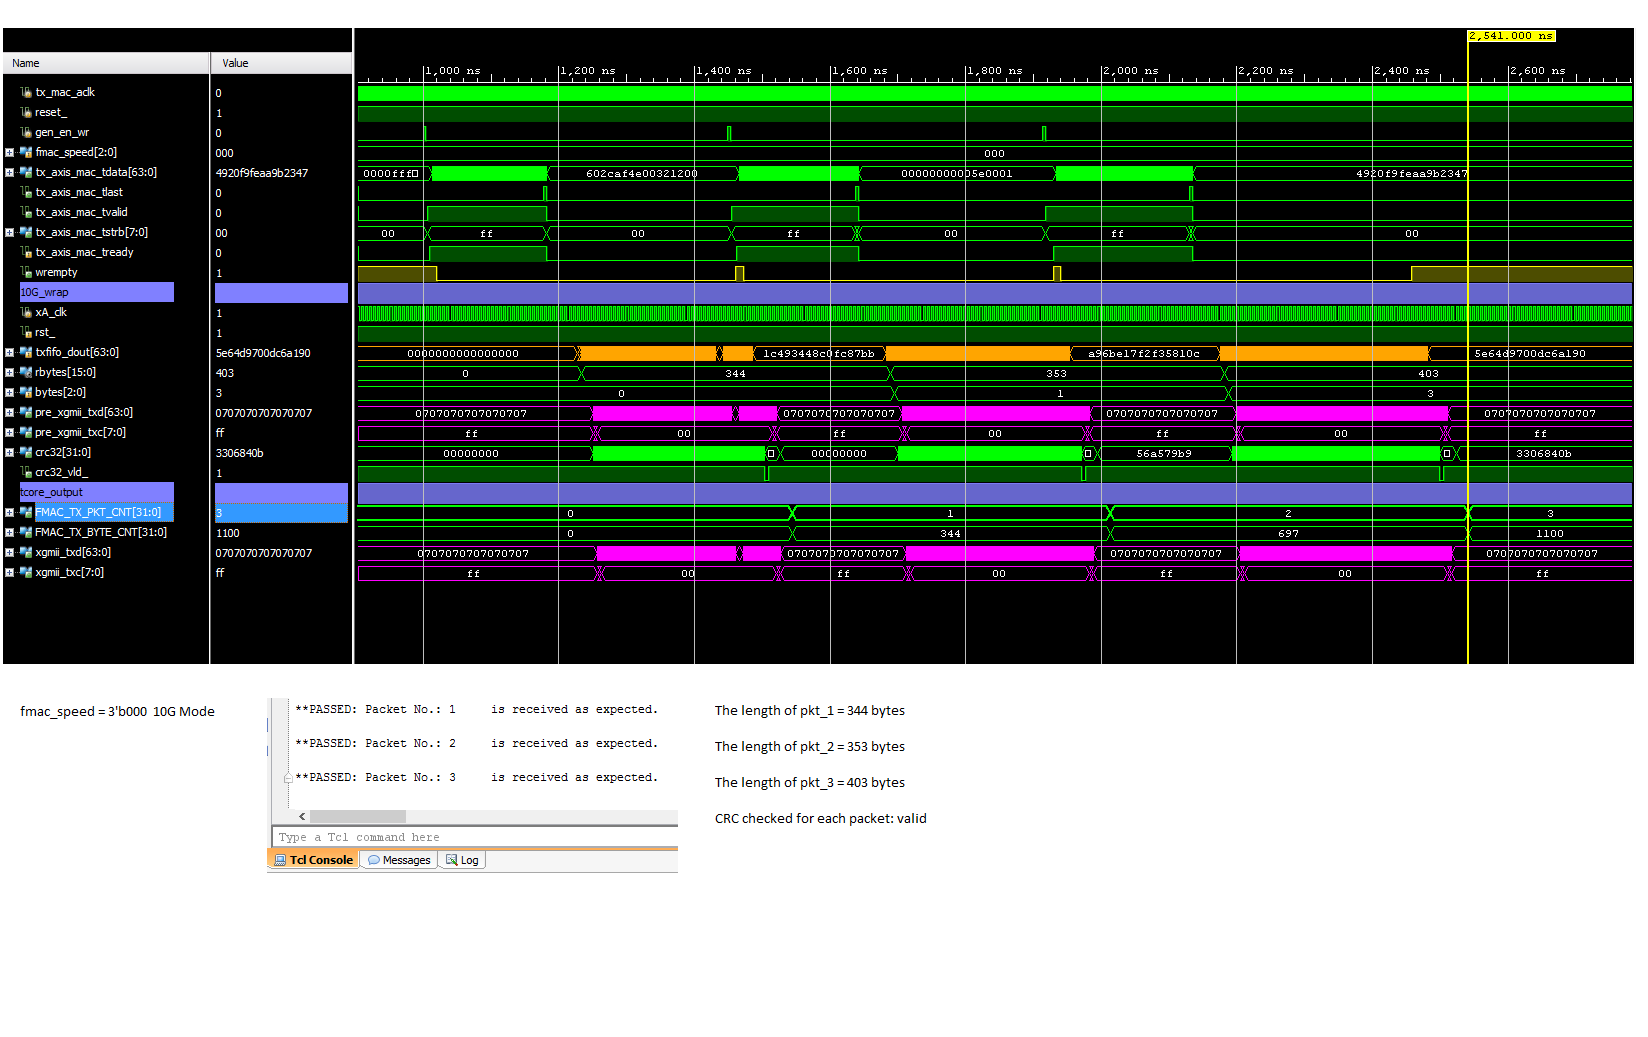 2,541.000 ns
Name Value
1,000 ns 1,200 ns 1,400 ns 1,600 ns 1,800 ns 2,000 ns 2,200 ns 2,400 ns 2,600 ns
tx_mac_aclk 0
reset_ 1
gen_en_wr 0
fmac_speed[2:0] 000 000
tx_axis_mac_tdata[63:0] 4920f9feaa9b2347 0000fff 602caf4e00321200 00000000005e0001 4920f9feaa9b2347
tx_axis_mac_tlast 0
tx_axis_mac_tvalid 0
tx_axis_mac_tstrb[7:0] 00 00 ff 00 ff 00 ff 00
tx_axis_mac_tready 0
wrempty 1
10G_wrap
xA_clk 1
rst_ 1
txfifo_dout[63:0] 5e64d9700dc6a190 0000000000000000 1c493448c0fc87bb a96be17f2f35810c 5e64d9700dc6a190
rbytes[15:0] 403 0 344 353 403
bytes[2:0] 3 0 1 3
pre_xgmii_txd[63:0] 0707070707070707 0707070707070707 0707070707070707 0707070707070707 0707070707070707
pre_xgmii_txc[7:0] ff ff 00 ff 00 ff 00 ff
crc32[31:0] 3306840b 00000000 00000000 56a579b9 3306840b
crc32_vld_ 1
tcore_output
FMAC_TX_PKT_CNT[31:0] 3 0 1 2 3
FMAC_TX_BYTE_CNT[31:0] 1100 0 344 697 1100
xgmii_txd[63:0] 0707070707070707 0707070707070707 0707070707070707 0707070707070707 0707070707070707
xgmii_txc[7:0] ff ff 00 ff 00 ff 00 ff
fmac_speed = 3'b000 10G Mode
**PASSED: Packet No.: 1 is received as expected.
**PASSED: Packet No.: 2 is received as expected.
**PASSED: Packet No.: 3 is received as expected.
Type a Tcl command here
Tcl Console Messages Log
The length of pkt_1 = 344 bytes
The length of pkt_2 = 353 bytes
The length of pkt_3 = 403 bytes
CRC checked for each packet: valid